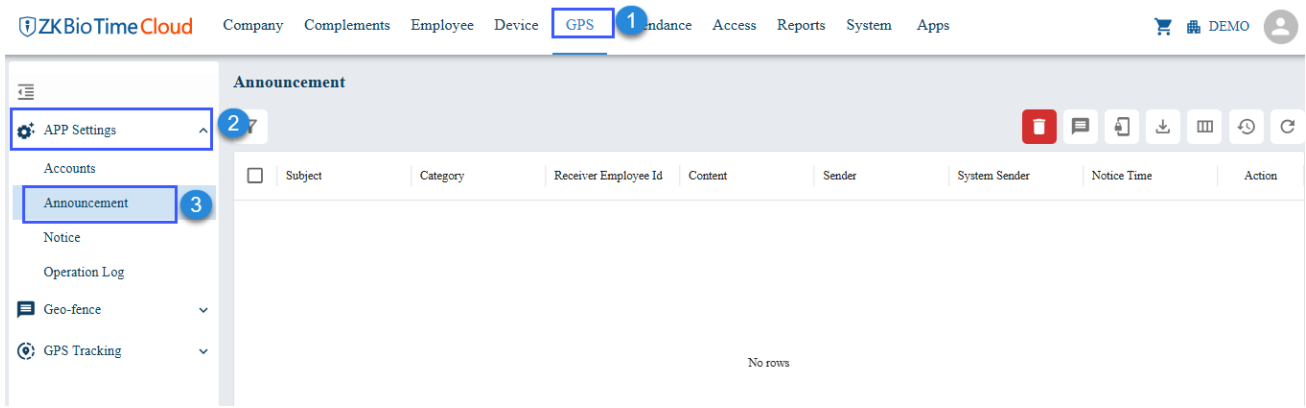 ZKBioTime Cloud Company Complements Employee Device GPS 1 endance Access Reports System Apps DEMO
Announcement
APP Settings 2
Accounts
Subject Category Receiver Employee Id Content Sender System Sender Notice Time Action
Announcement 3
Notice
Operation Log
Geo-fence
GPS Tracking
No rows